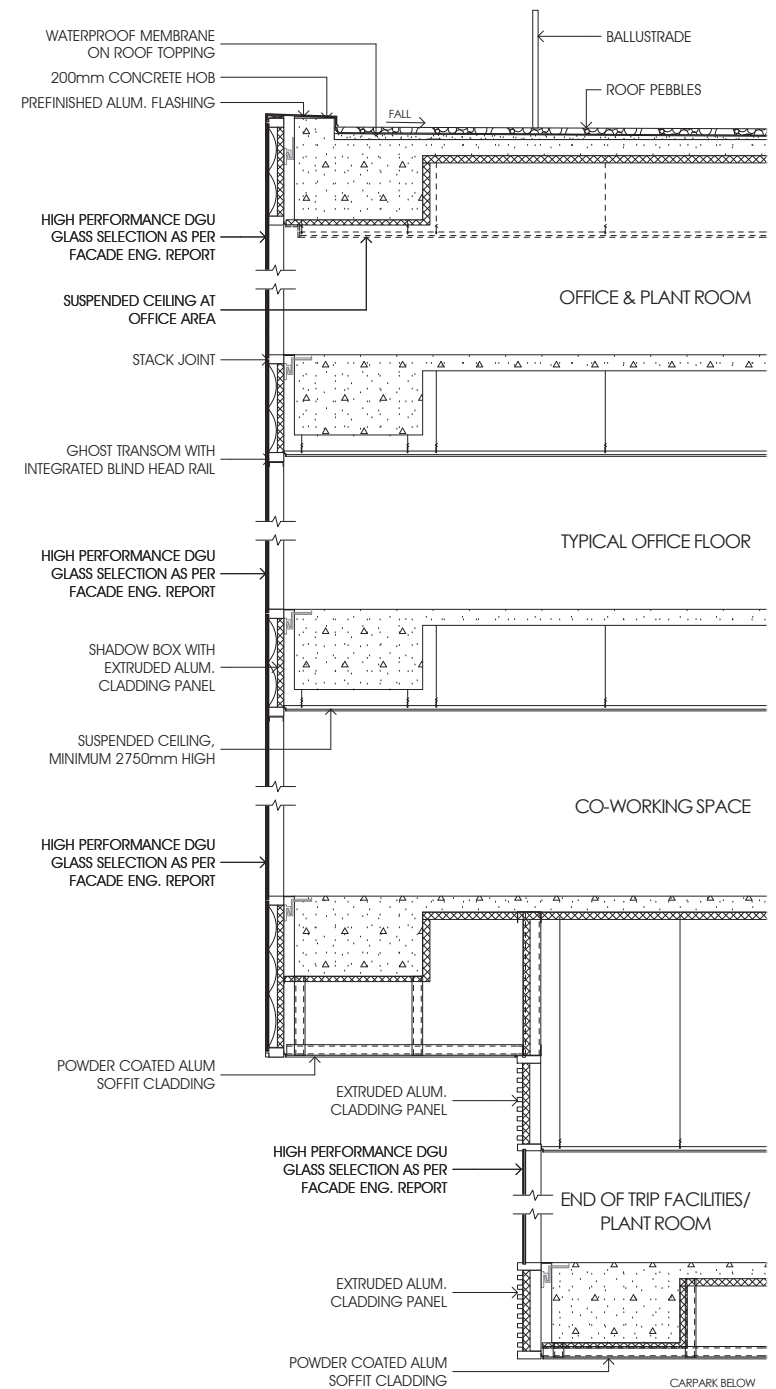 WATERPROOF MEMBRANE
ON ROOF TOPPING
200mm CONCRETE HOB
PREFINISHED ALUM. FLASHING
BALLUSTRADE
ROOF PEBBLES
FALL
HIGH PERFORMANCE DGU
GLASS SELECTION AS PER
FACADE ENG. REPORT
SUSPENDED CEILING AT
OFFICE AREA
OFFICE & PLANT ROOM
STACK JOINT
GHOST TRANSOM WITH
INTEGRATED BLIND HEAD RAIL
TYPICAL OFFICE FLOOR
HIGH PERFORMANCE DGU
GLASS SELECTION AS PER
FACADE ENG. REPORT
SHADOW BOX WITH
EXTRUDED ALUM.
CLADDING PANEL
SUSPENDED CEILING,
MINIMUM 2750mm HIGH
CO-WORKING SPACE
HIGH PERFORMANCE DGU
GLASS SELECTION AS PER
FACADE ENG. REPORT
POWDER COATED ALUM
SOFFIT CLADDING
EXTRUDED ALUM.
CLADDING PANEL
HIGH PERFORMANCE DGU
GLASS SELECTION AS PER
FACADE ENG. REPORT
END OF TRIP FACILITIES/
PLANT ROOM
EXTRUDED ALUM.
CLADDING PANEL
POWDER COATED ALUM
SOFFIT CLADDING
CARPARK BELOW